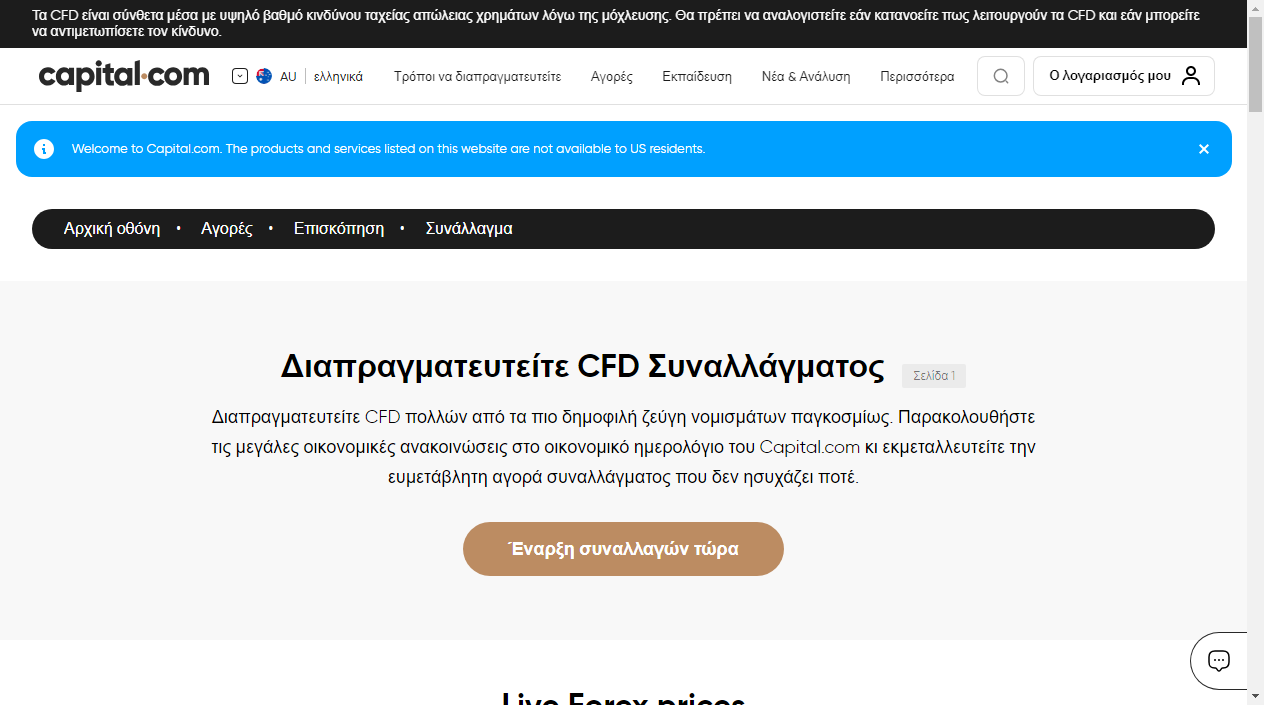 Τα CFD είναι σύνθετα μέσα με υψηλό βαθμό κινδύνου ταχείας απώλειας χρημάτων λόγω της μόχλευσης. Θα πρέπει να αναλογιστείτε εάν κατανοείτε πως λειτουργούν τα CFD και εάν μπορείτε
να αντιμετωπίσετε τον κίνδυνο.
capital.com AU ελληνικά Τρόποι να διαπραγματευτείτε Αγορές Εκπαίδευση Νέα & Ανάλυση Περισσότερα Ο λογαριασμός μου
Welcome to Capital.com. The products and services listed on this website are not available to US residents.
Αρχική οθόνη • Αγορές • Επισκόπηση • Συνάλλαγμα
Διαπραγματευτείτε CFD Συναλλάγματος Σελίδα 1
Διαπραγματευτείτε CFD πολλών από τα πιο δημοφιλή ζεύγη νομισμάτων παγκοσμίως. Παρακολουθήστε
τις μεγάλες οικονομικές ανακοινώσεις στο οικονομικό ημερολόγιο του Capital.com κι εκμεταλλευτείτε την
ευμετάβλητη αγορά συναλλάγματος που δεν ησυχάζει ποτέ.
Έναρξη συναλλαγών τώρα
Live Forex prices